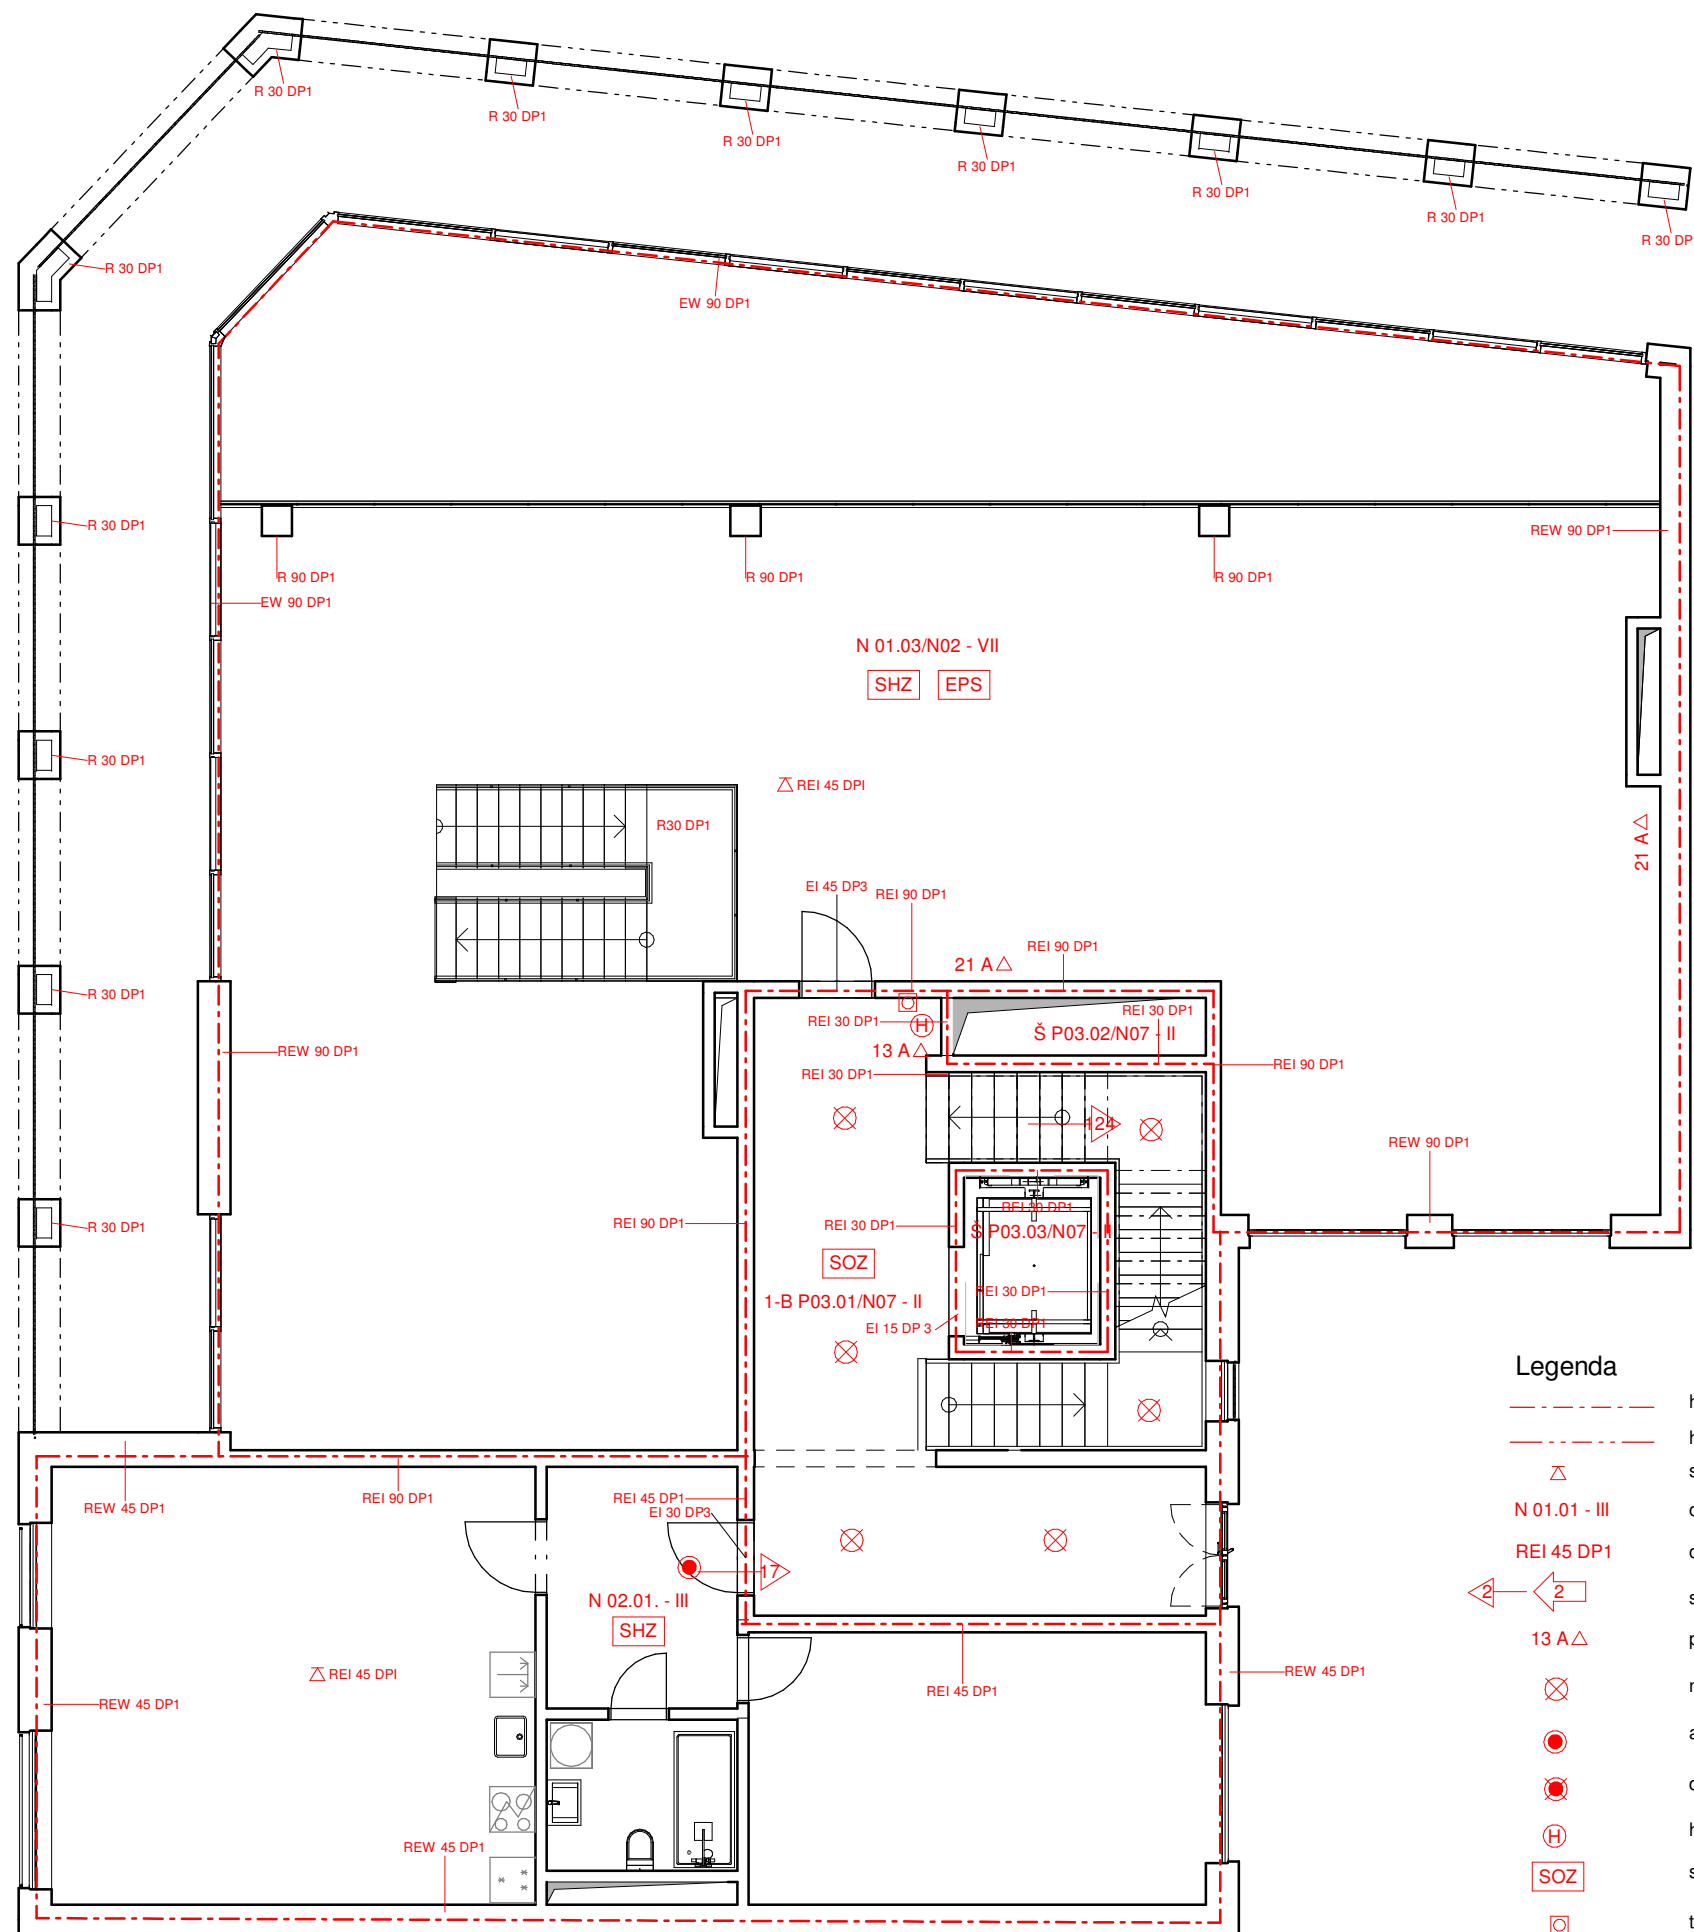 R 30 DP1
R 30 DP1
R 30 DP1
R 30 DP1
R 30 DP1
R 30 DP1
R 30 DP
R 30 DP1
EW 90 DP1
R 30 DP1
REW 90 DP1
R 90 DP1
R 90 DP1
R 90 DP1
EW 90 DP1
N 01.03/N02 - VII
SHZ EPS
R 30 DP1
REI 45 DPI
R30 DP1
21 A
EI 45 DP3
REI 90 DP1
REI 90 DP1
21 A
R 30 DP1
REI 30 DP1
H
REI 30 DP1
Š P03.02/N07 - II
13 A
REW 90 DP1
REI 30 DP1
REI 90 DP1
124
REW 90 DP1
REI 30 DP1
R 30 DP1
REI 90 DP1
REI 30 DP1
Š P03.03/N07 - II
SOZ
REI 30 DP1
1-B P03.01/N07 - II
EI 15 DP 3
REI 30 DP1
Legenda
h
h
s
REI 90 DP1
REI 45 DP1
REW 45 DP1
EI 30 DP3
N 01.01 - III
o
REI 45 DP1
o
17
2
2
s
N 02.01. - III
SHZ
13 A
p
REI 45 DPI
REW 45 DP1
REI 45 DP1
REW 45 DP1
n
a
o
REW 45 DP1
H
h
SOZ
s
t